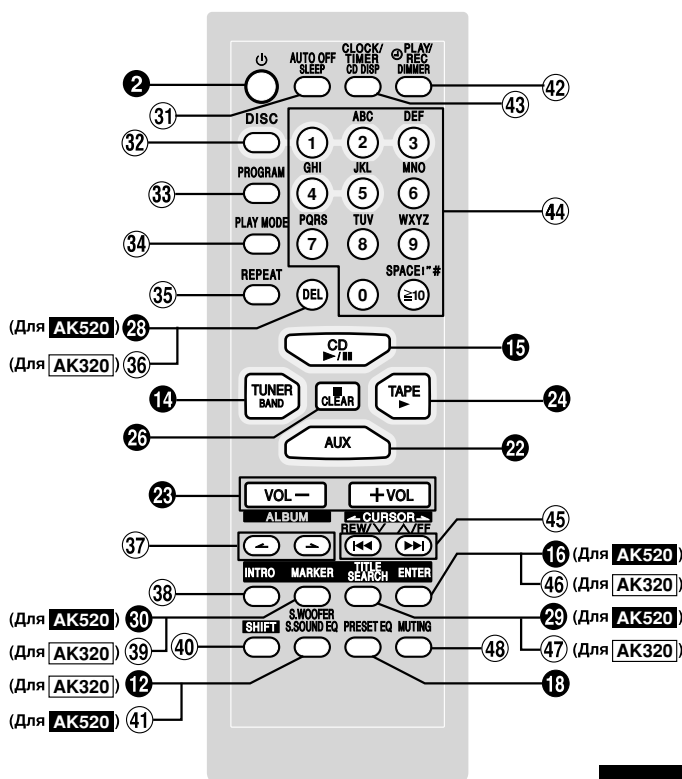 AUTO OFF
SLEEP
CLOCK/
TIMER
CD DISP
PLAY/
REC
DIMMER
2
31
42
43
DISC
ABC
DEF
32
1
2
3
PROGRAM
GHI
JKL
MNO
33
4
5
6
44
PLAY MODE
PQRS
TUV
WXYZ
34
7
8
9
REPEAT
SPACE!"#
35
DEL
0
≧10
(Для AK520) 28
(Для AK320) 36
CD
▶/II
15
14
TUNER
BAND
■
CLEAR
TAPE
▶
24
26
AUX
22
23
VOL −
+ VOL
ALBUM
CURSOR
REW/∨
∧/FF
45
37
INTRO
MARKER
TITLE
SEARCH
ENTER
16 (Для AK520)
46 (Для AK320)
38
(Для AK520) 30
(Для AK320) 39
29 (Для AK520)
47 (Для AK320)
40
SHIFT
S.WOOFER
S.SOUND EQ
PRESET EQ
MUTING
48
(Для AK320) 12
(Для AK520) 41
18